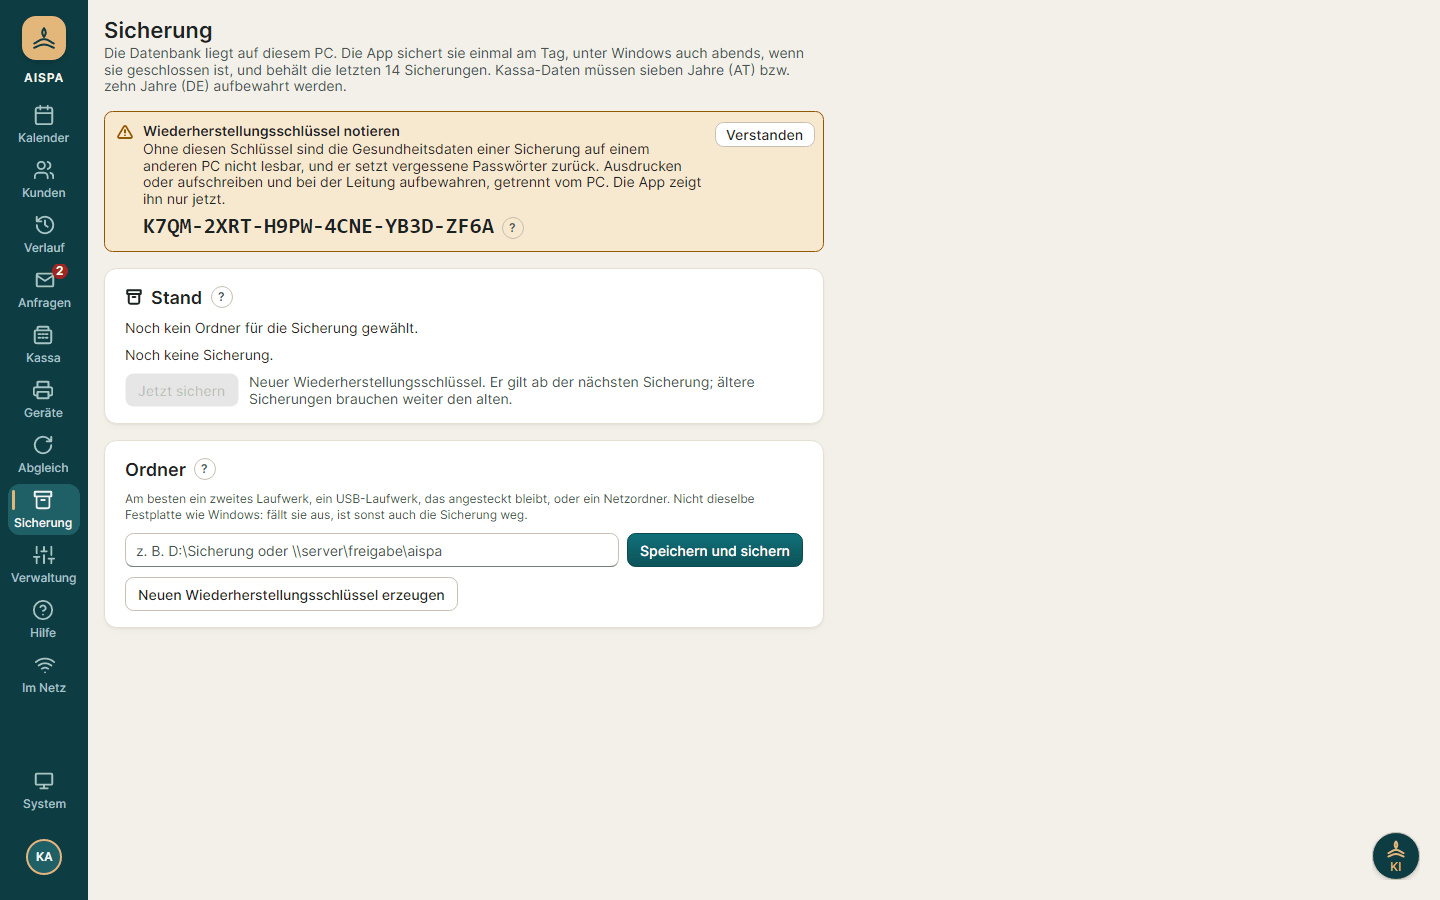 AISPA
Kalender
Kunden
Verlauf
2
Anfragen
Kassa
Geräte
Abgleich
Sicherung
Verwaltung
Hilfe
Im Netz
System
KA
Sicherung
Die Datenbank liegt auf diesem PC. Die App sichert sie einmal am Tag, unter Windows auch abends, wenn
sie geschlossen ist, und behält die letzten 14 Sicherungen. Kassa-Daten müssen sieben Jahre (AT) bzw.
zehn Jahre (DE) aufbewahrt werden.
Wiederherstellungsschlüssel notieren
Verstanden
Ohne diesen Schlüssel sind die Gesundheitsdaten einer Sicherung auf einem
anderen PC nicht lesbar, und er setzt vergessene Passwörter zurück. Ausdrucken
oder aufschreiben und bei der Leitung aufbewahren, getrennt vom PC. Die App zeigt
ihn nur jetzt.
K7QM-2XRT-H9PW-4CNE-YB3D-ZF6A ?
Stand ?
Noch kein Ordner für die Sicherung gewählt.
Noch keine Sicherung.
Jetzt sichern
Neuer Wiederherstellungsschlüssel. Er gilt ab der nächsten Sicherung; ältere
Sicherungen brauchen weiter den alten.
Ordner ?
Am besten ein zweites Laufwerk, ein USB-Laufwerk, das angesteckt bleibt, oder ein Netzordner. Nicht dieselbe
Festplatte wie Windows: fällt sie aus, ist sonst auch die Sicherung weg.
z. B. D:\Sicherung oder \\server\freigabe\aispa
Speichern und sichern
Neuen Wiederherstellungsschlüssel erzeugen
KI